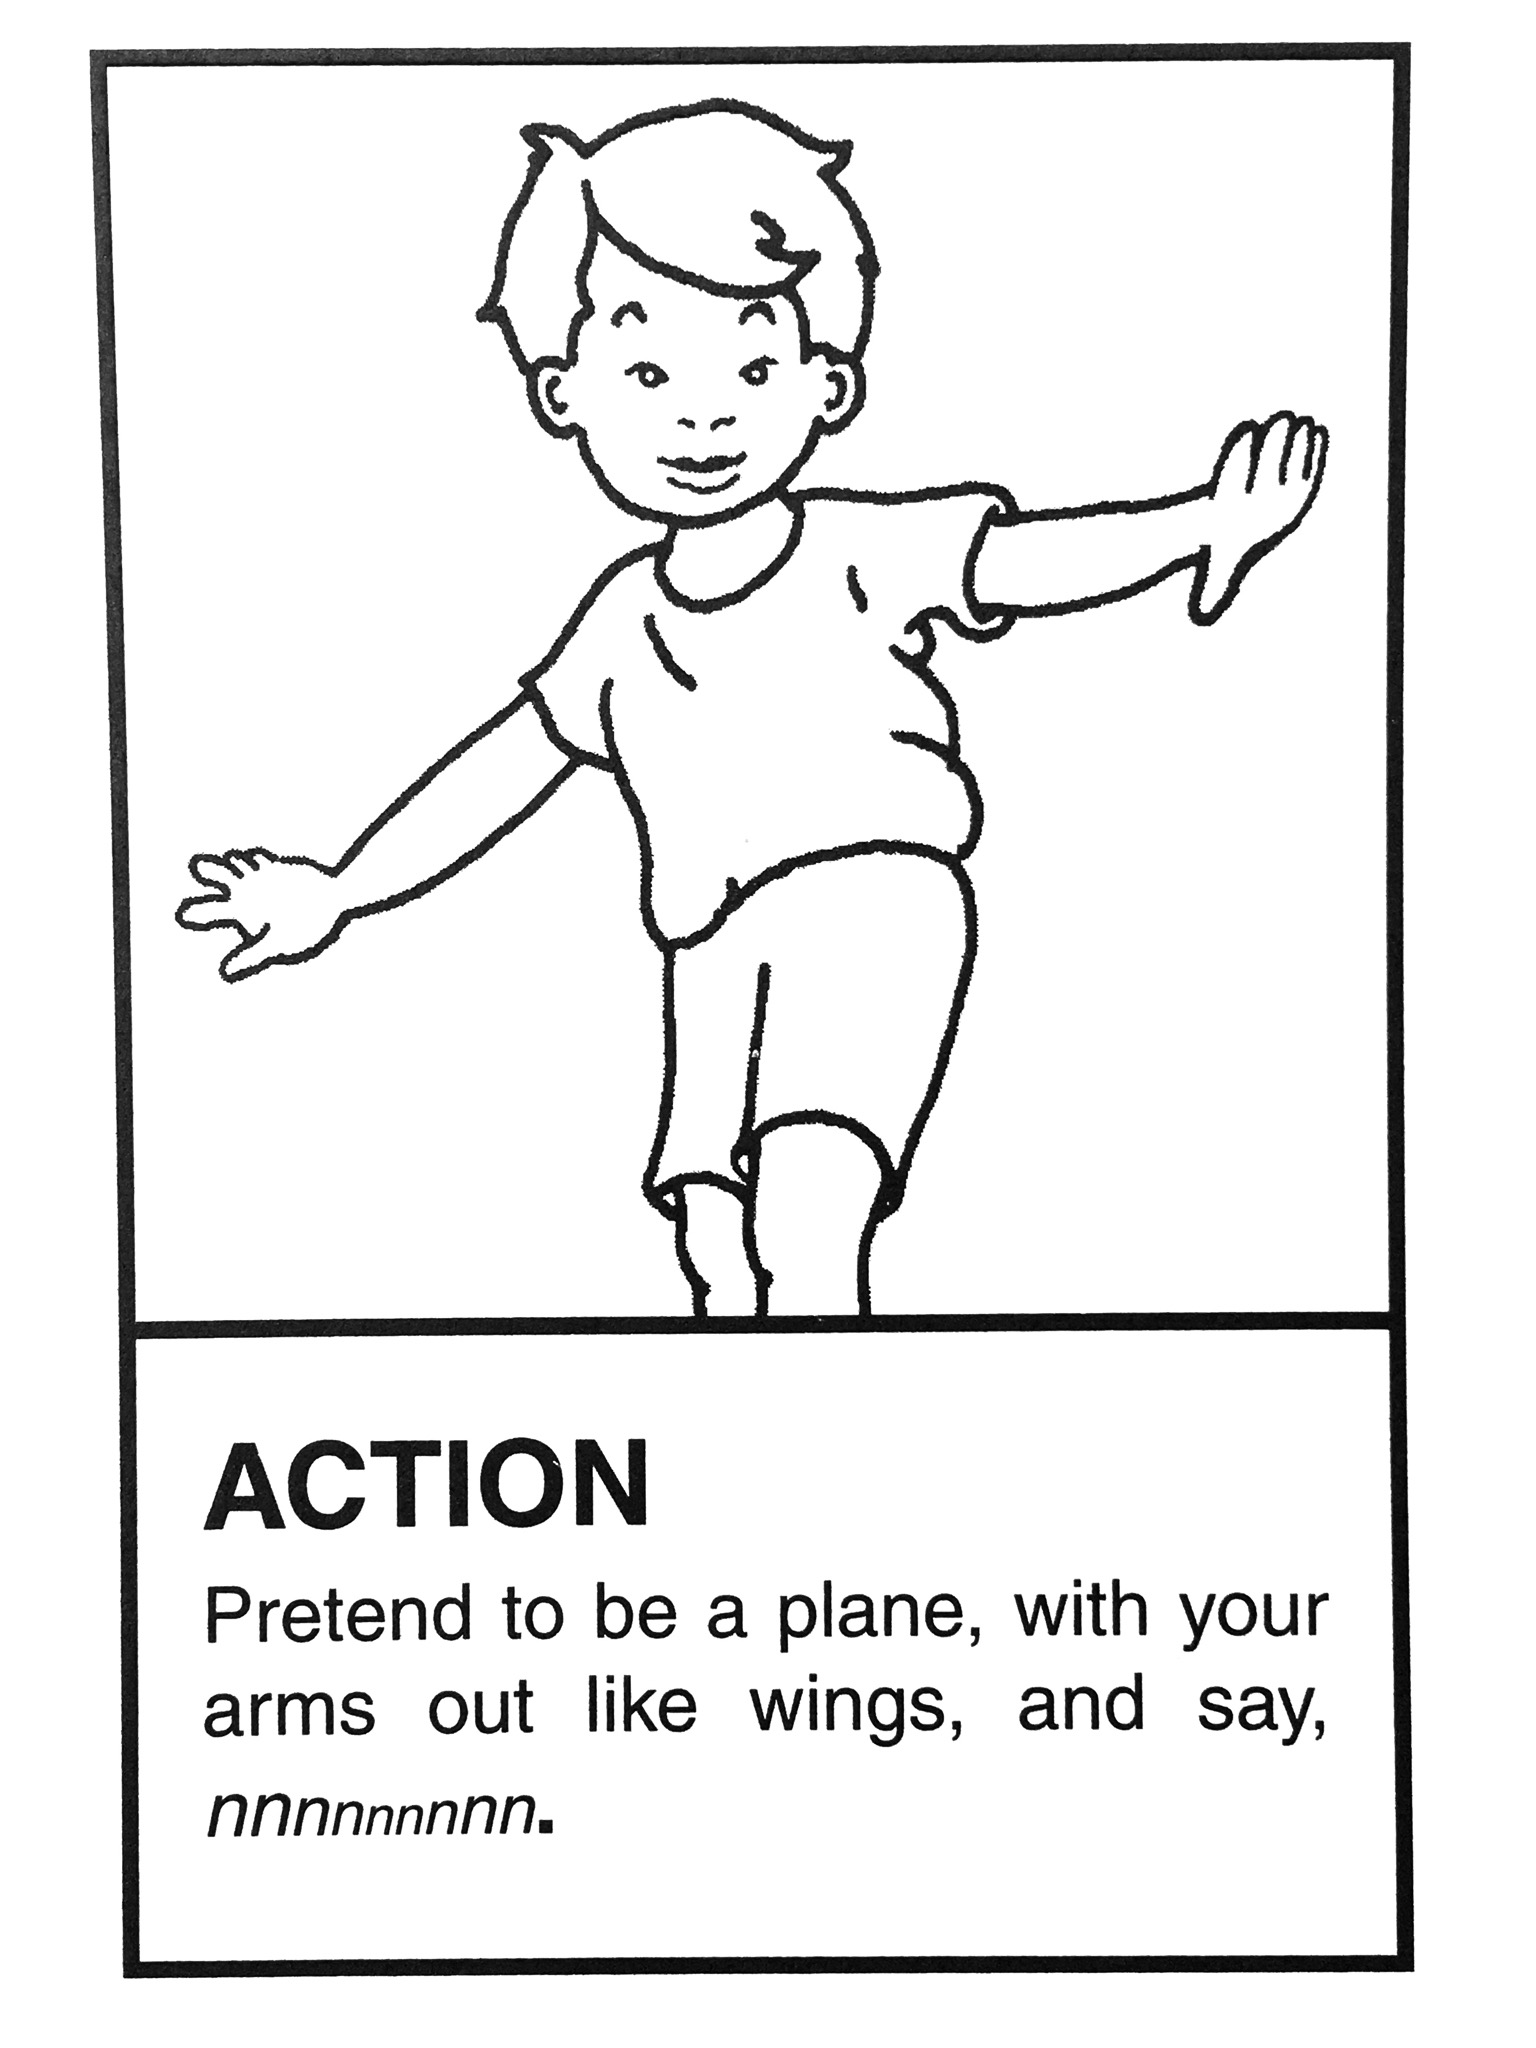 ACTION
Pretend to be a plane, with your
arms out like wings, and say,
nnnnnnnnn.